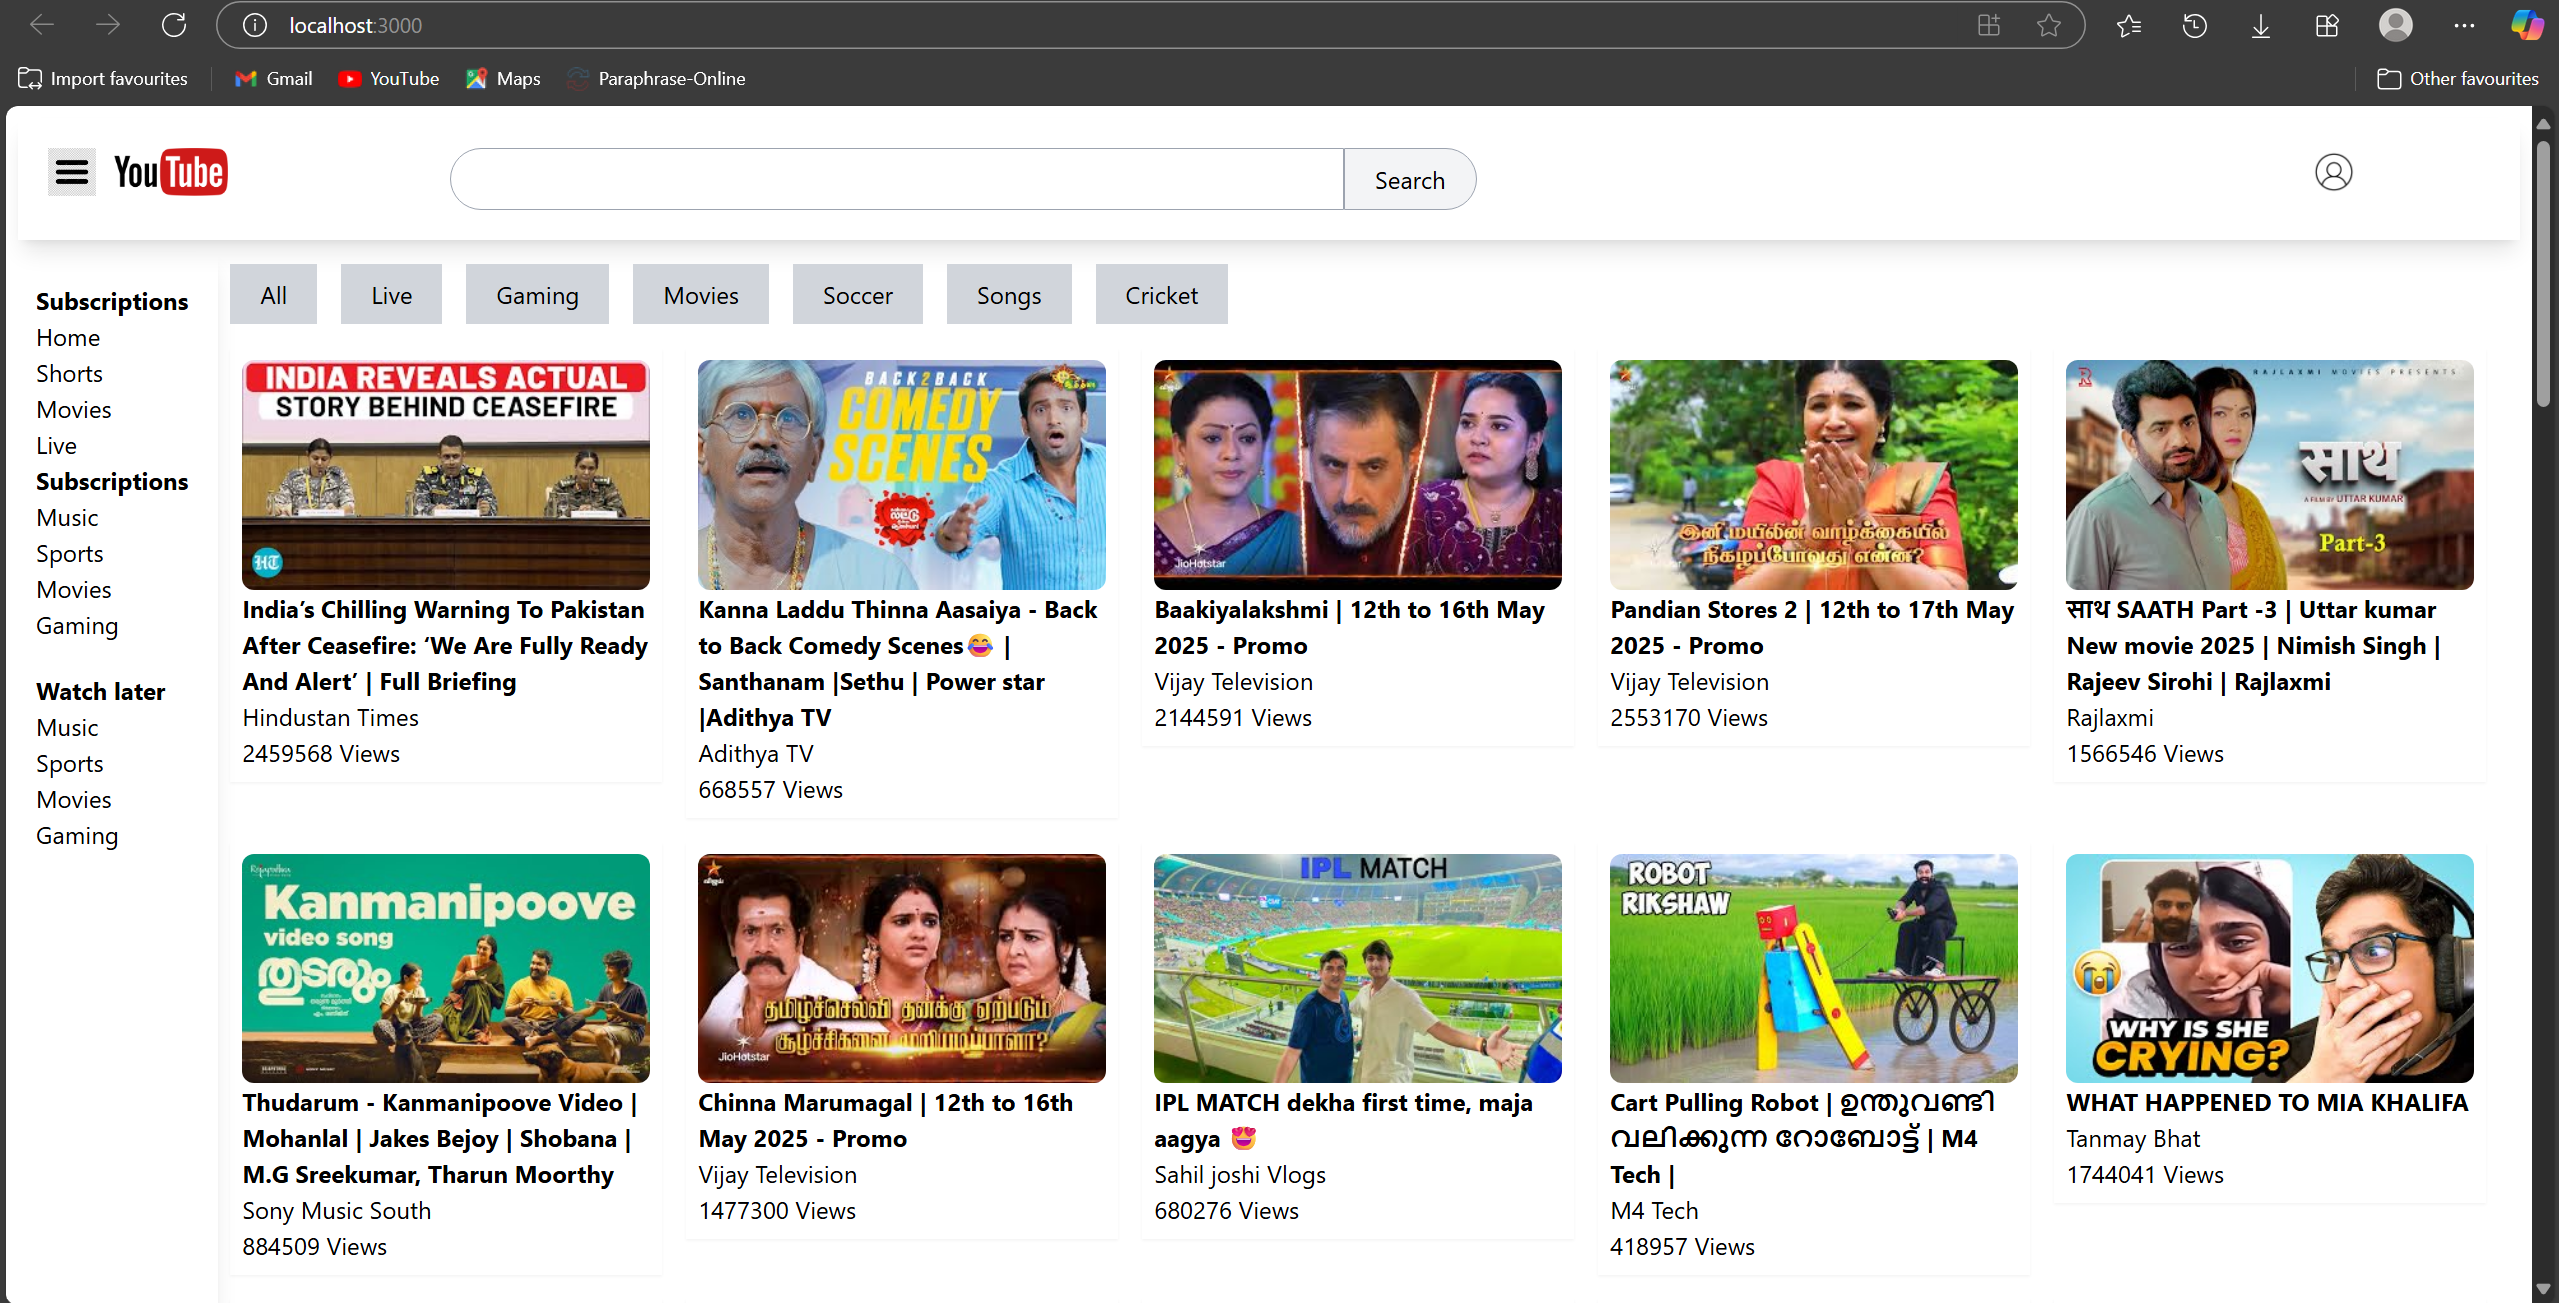 localhost:3000
Import favourites
Gmail
YouTube
Maps
Paraphrase-Online
Other favourites
YouTube
Search
Subscriptions
Home
Shorts
Movies
Live
Subscriptions
Music
Sports
Movies
Gaming
Watch later
Music
Sports
Movies
Gaming
All
Live
Gaming
Movies
Soccer
Songs
Cricket
INDIA REVEALS ACTUAL
STORY BEHIND CEASEFIRE
HT
India’s Chilling Warning To Pakistan
After Ceasefire: ‘We Are Fully Ready
And Alert’ | Full Briefing
Hindustan Times
2459568 Views
BACK2BACK
COMEDY
SCENES
லட்டு
Kanna Laddu Thinna Aasaiya - Back
to Back Comedy Scenes😂 |
Santhanam |Sethu | Power star
|Adithya TV
Adithya TV
668557 Views
JioHotstar
Baakiyalakshmi | 12th to 16th May
2025 - Promo
Vijay Television
2144591 Views
இனி மயிலின் வாழ்க்கையில்
நிகழப்போவது என்ன?
Pandian Stores 2 | 12th to 17th May
2025 - Promo
Vijay Television
2553170 Views
R
RAJLAXMI MOVIES PRESENTS
साथ
A FILM BY UTTAR KUMAR
Part-3
साथ SAATH Part -3 | Uttar kumar
New movie 2025 | Nimish Singh |
Rajeev Sirohi | Rajlaxmi
Rajlaxmi
1566546 Views
Kanmanipoove
video song
തുടരും
Thudarum - Kanmanipoove Video |
Mohanlal | Jakes Bejoy | Shobana |
M.G Sreekumar, Tharun Moorthy
Sony Music South
884509 Views
விஜய்
தமிழ்ச்செல்வி தனக்கு ஏற்படும்
சூழ்ச்சிகளை முறியடிப்பாளா?
JioHotstar
Chinna Marumagal | 12th to 16th
May 2025 - Promo
Vijay Television
1477300 Views
IPL MATCH
IPL MATCH dekha first time, maja
aagya 😍
Sahil joshi Vlogs
680276 Views
ROBOT
RIKSHAW
Cart Pulling Robot | ഉന്തുവണ്ടി
വലിക്കുന്ന റോബോട്ട് | M4
Tech |
M4 Tech
418957 Views
WHY IS SHE
CRYING?
WHAT HAPPENED TO MIA KHALIFA
Tanmay Bhat
1744041 Views